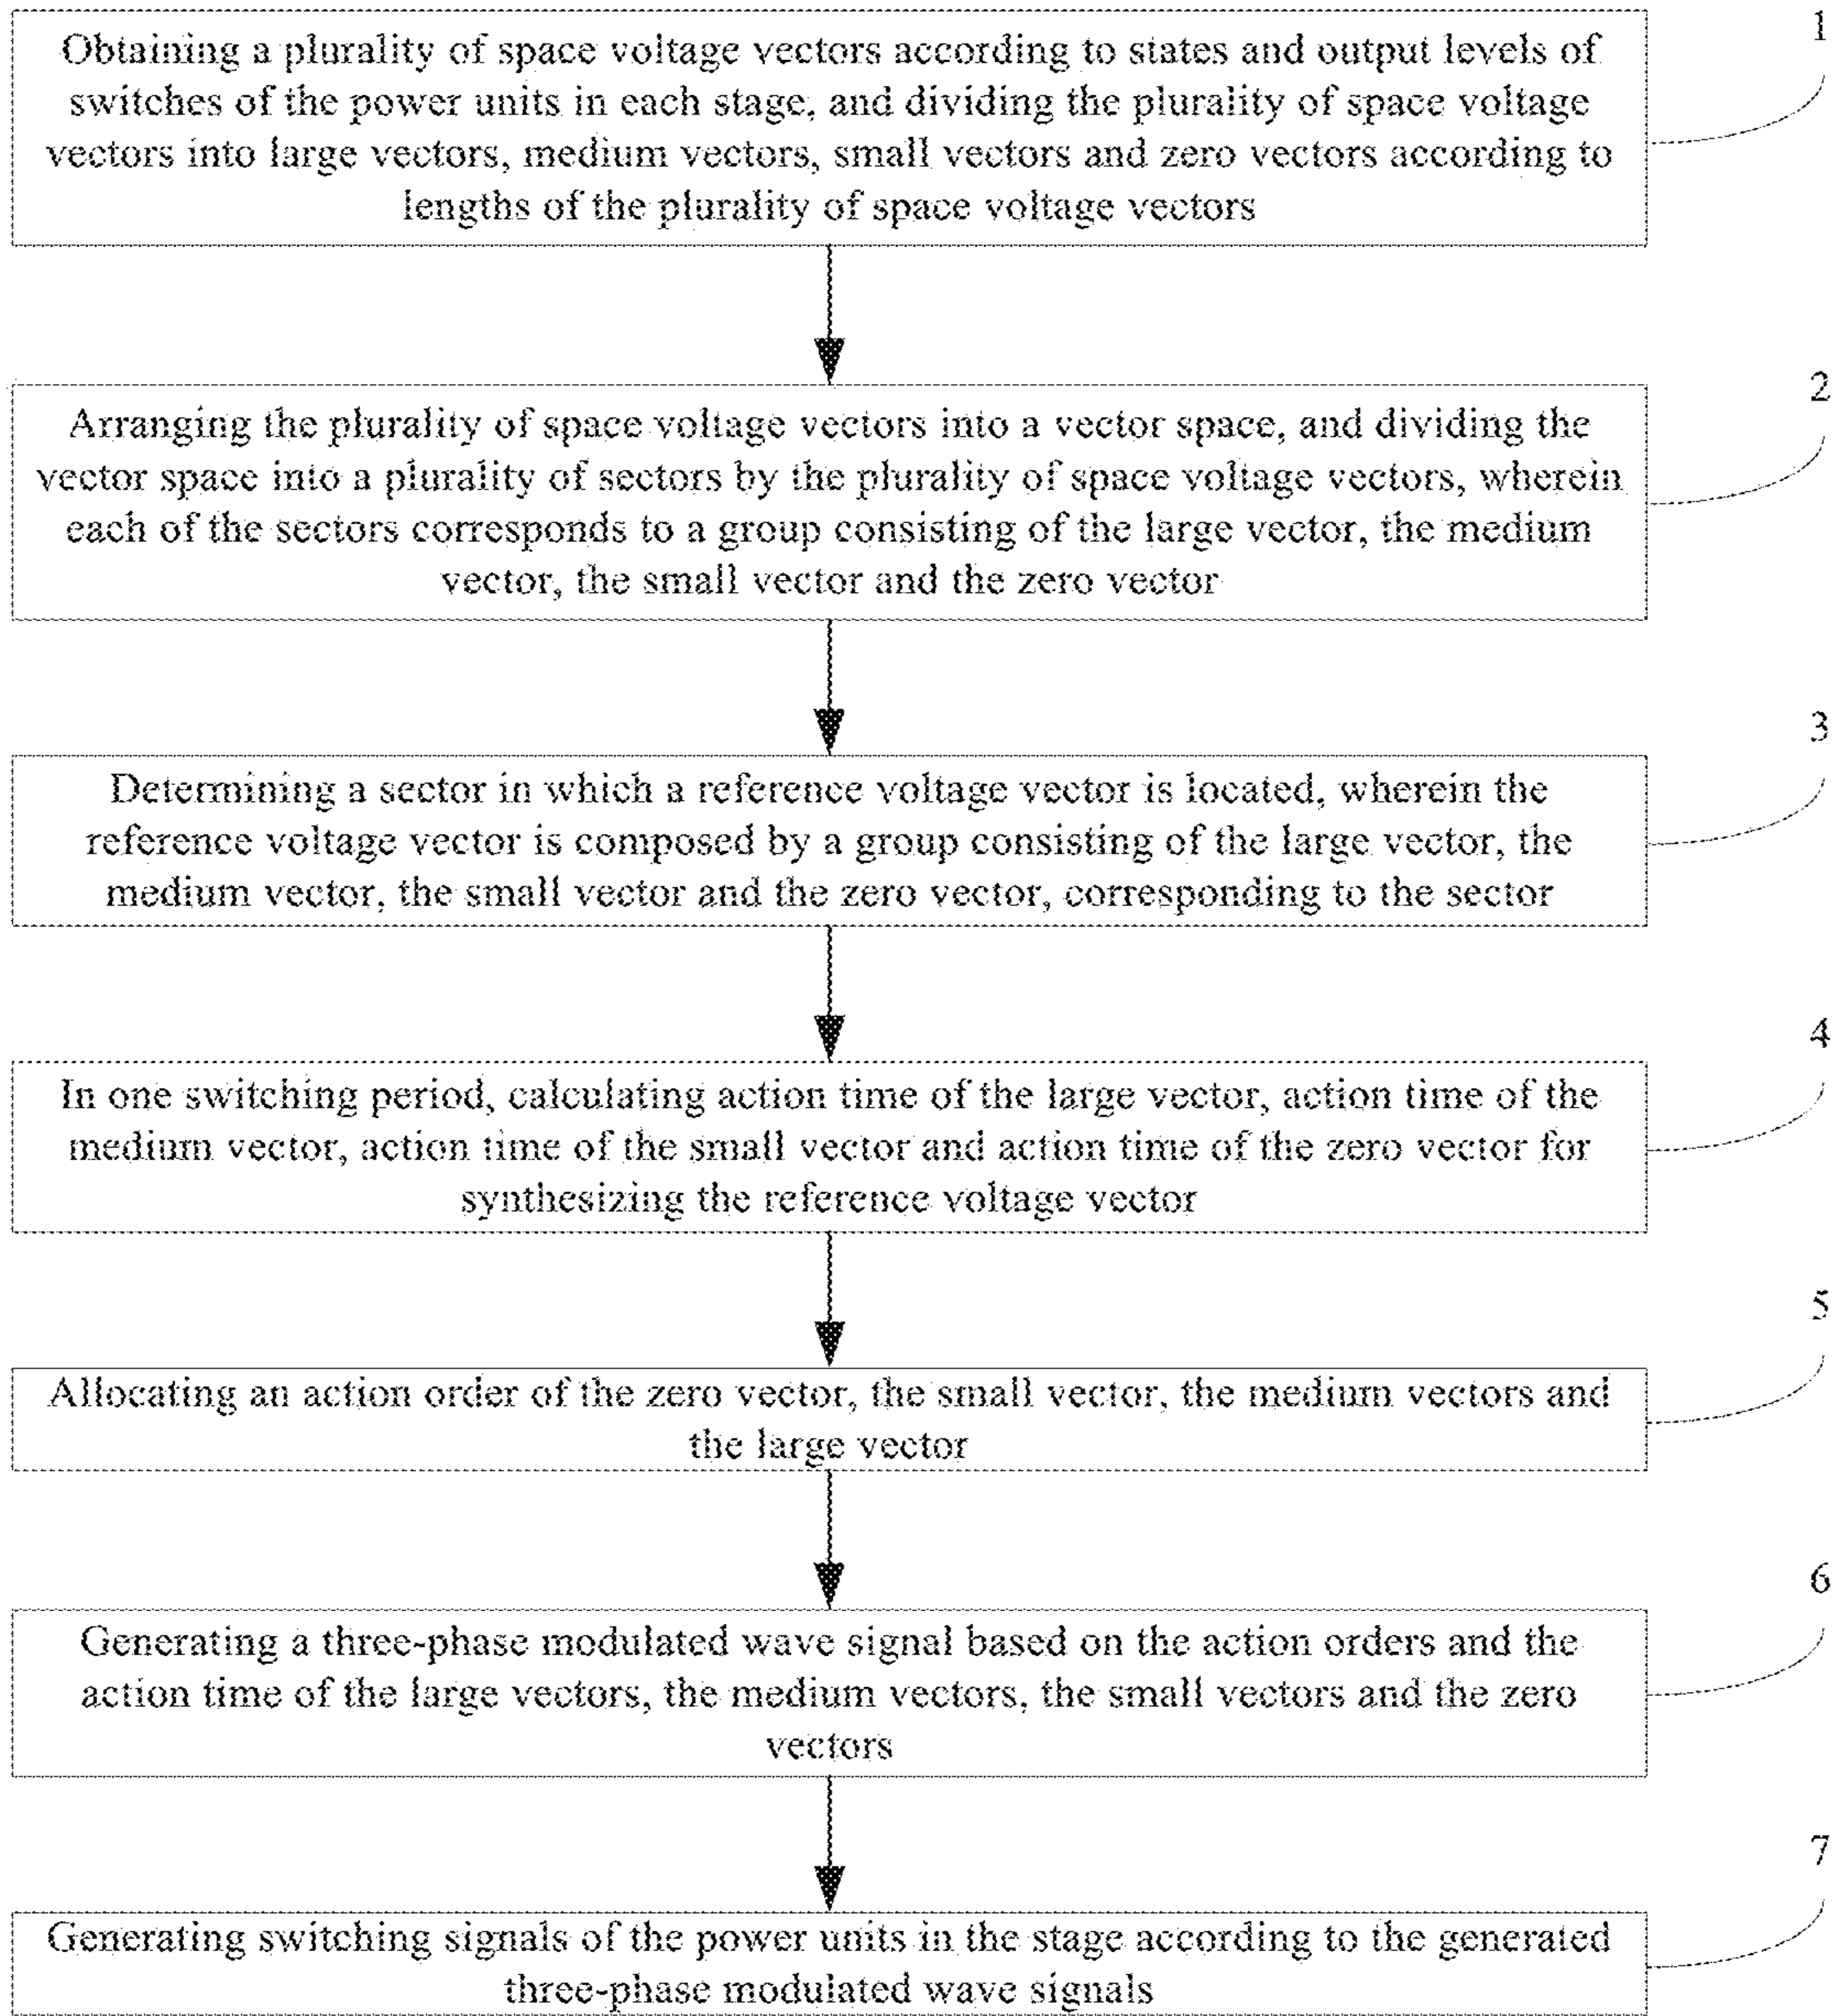 1
Obtaining a plurality of space voltage vectors according to states and output levels of
switches of the power units in each stage, and dividing the plurality of space voltage
vectors into large vectors, medium vectors, small vectors and zero vectors according to
lengths of the plurality of space voltage vectors
2
Arranging the plurality of space voltage vectors into a vector space, and dividing the
vector space into a plurality of sectors by the plurality of space voltage vectors, wherein
each of the sectors corresponds to a group consisting of the large vector, the medium
vector, the small vector and the zero vector
3
Determining a sector in which a reference voltage vector is located, wherein the
reference voltage vector is composed by a group consisting of the large vector, the
medium vector, the small vector and the zero vector, corresponding to the sector
4
In one switching period, calculating action time of the large vector, action time of the
medium vector, action time of the small vector and action time of the zero vector for
synthesizing the reference voltage vector
5
Allocating an action order of the zero vector, the small vector, the medium vectors and
the large vector
6
Generating a three-phase modulated wave signal based on the action orders and the
action time of the large vectors, the medium vectors, the small vectors and the zero
vectors
7
Generating switching signals of the power units in the stage according to the generated
three-phase modulated wave signals